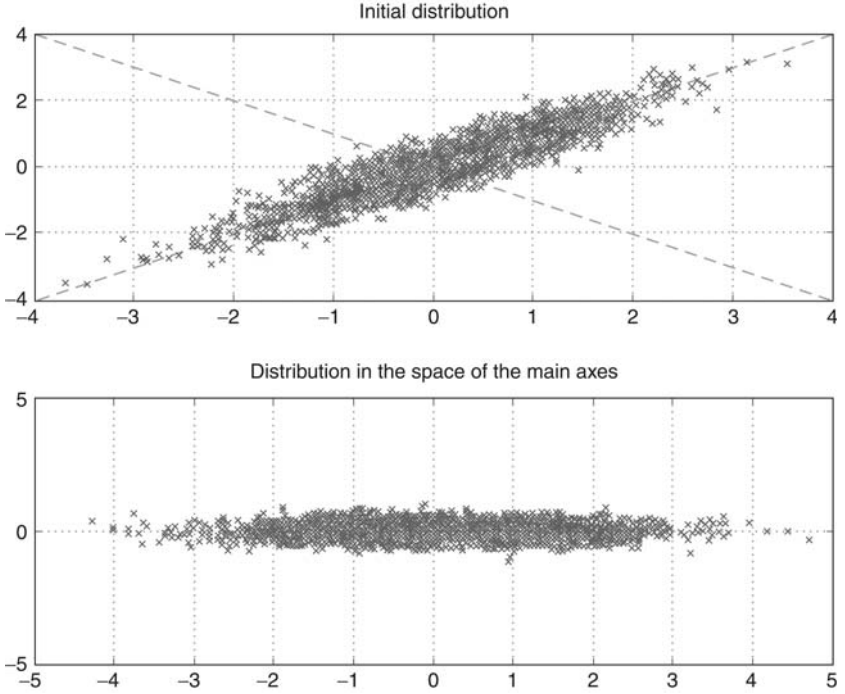 Initial distribution
4
2
0
−2
−4
−4 −3 −2 −1 0 1 2 3 4
Distribution in the space of the main axes
5
0
−5
−5 −4 −3 −2 −1 0 1 2 3 4 5